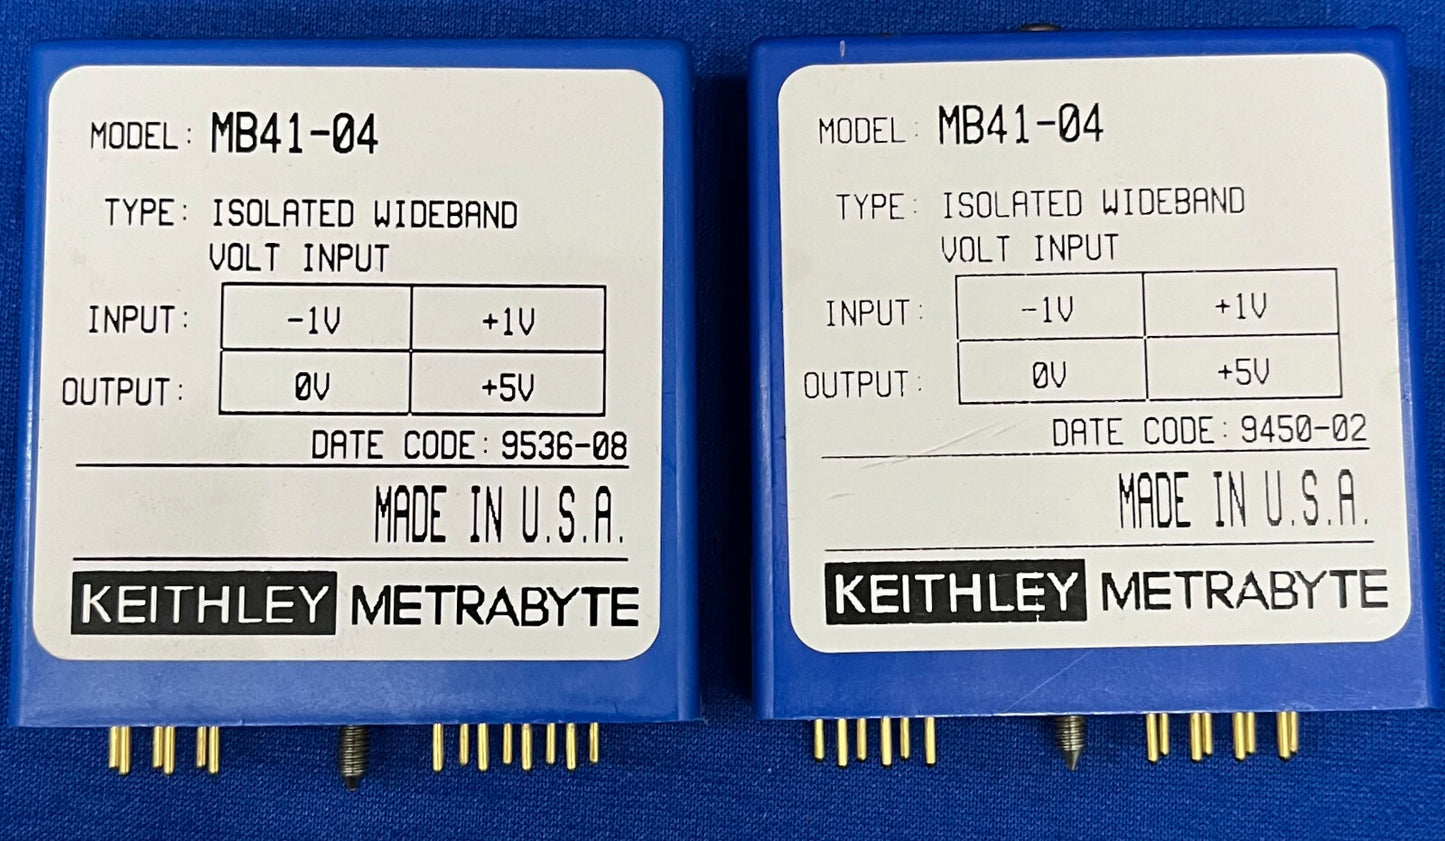 MODEL: MB41-04
TYPE: ISOLATED WIDEBAND
VOLT INPUT
INPUT: -1V +1V
OUTPUT: 0V +5V
DATE CODE: 9536-08
MADE IN U.S.A.
KEITHLEY METRABYTE
MODEL: MB41-04
TYPE: ISOLATED WIDEBAND
VOLT INPUT
INPUT: -1V +1V
OUTPUT: 0V +5V
DATE CODE: 9450-02
MADE IN U.S.A.
KEITHLEY METRABYTE